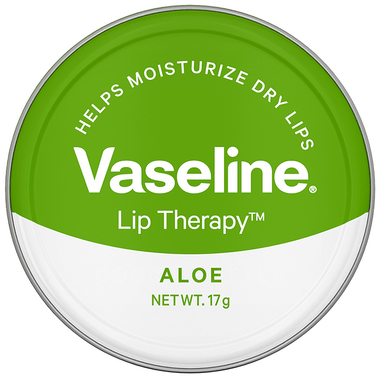 HELPS MOISTURIZE DRY LIPS
Vaseline®
Lip Therapy™
ALOE
NET WT. 17g